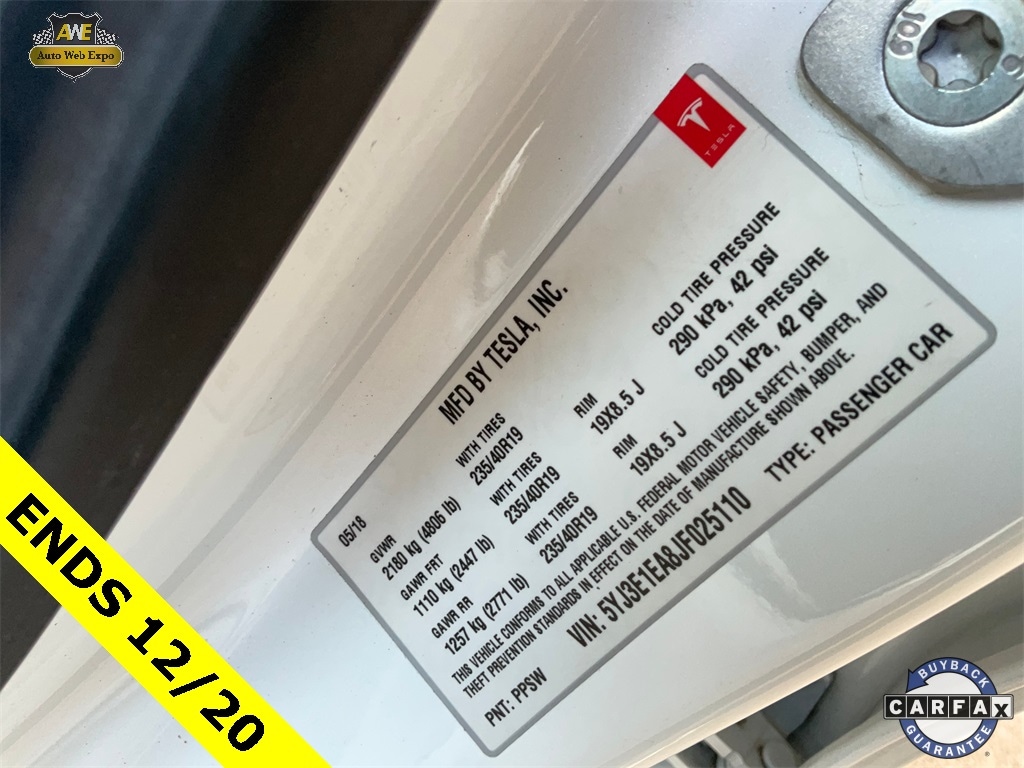 AWE
Auto Web Expo
109
TESLA
MFD BY TESLA, INC.
05/18
GVWR
2180 kg (4806 lb)
WITH TIRES
235/40R19
RIM
19X8.5 J
COLD TIRE PRESSURE
290 kPa, 42 psi
GAWR FRT
1110 kg (2447 lb)
WITH TIRES
235/40R19
RIM
19X8.5 J
COLD TIRE PRESSURE
290 kPa, 42 psi
GAWR RR
1257 kg (2771 lb)
WITH TIRES
235/40R19
THIS VEHICLE CONFORMS TO ALL APPLICABLE U.S. FEDERAL MOTOR VEHICLE SAFETY, BUMPER, AND
THEFT PREVENTION STANDARDS IN EFFECT ON THE DATE OF MANUFACTURE SHOWN ABOVE.
VIN: 5YJ3E1EA8JF025110
TYPE: PASSENGER CAR
PNT: PPSW
ENDS 12/20
BUYBACK
CARFAX
GUARANTEE